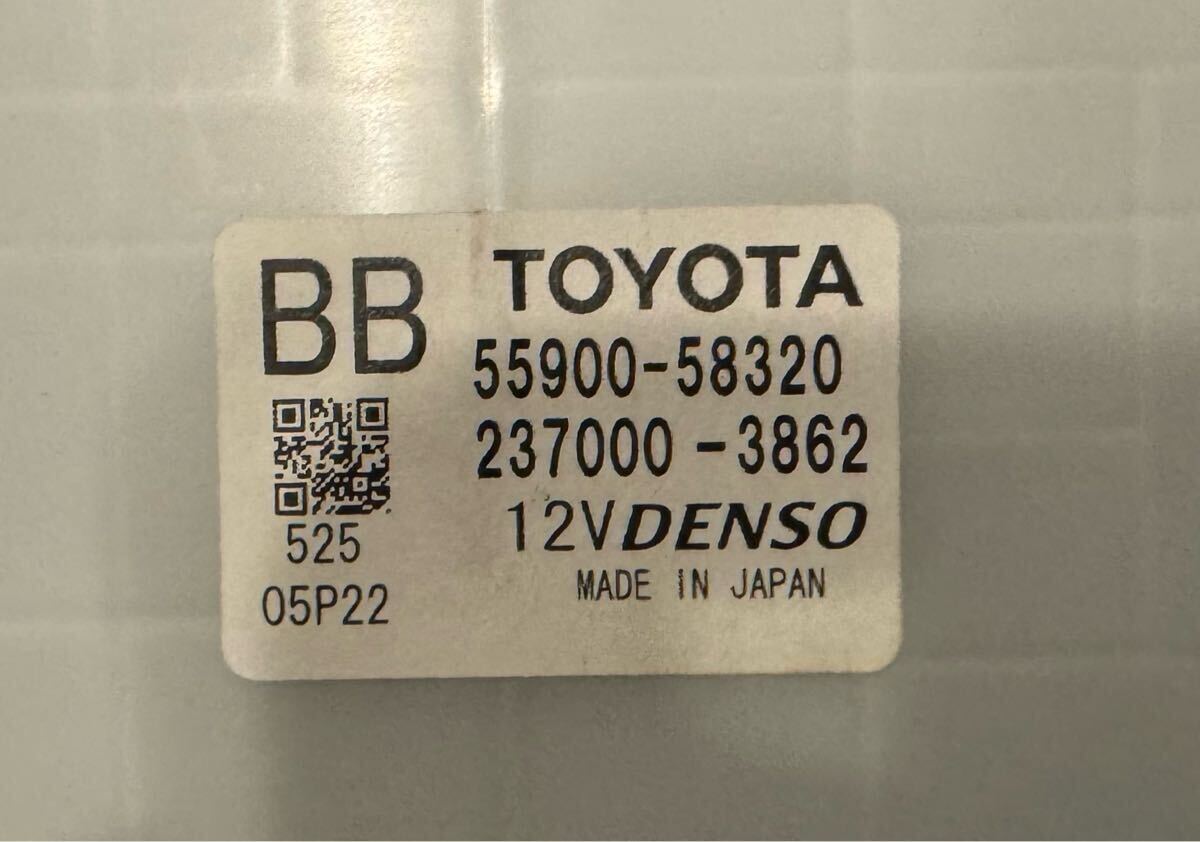 BB
TOYOTA
55900-58320
237000-3862
12V DENSO
MADE IN JAPAN
525
05P22